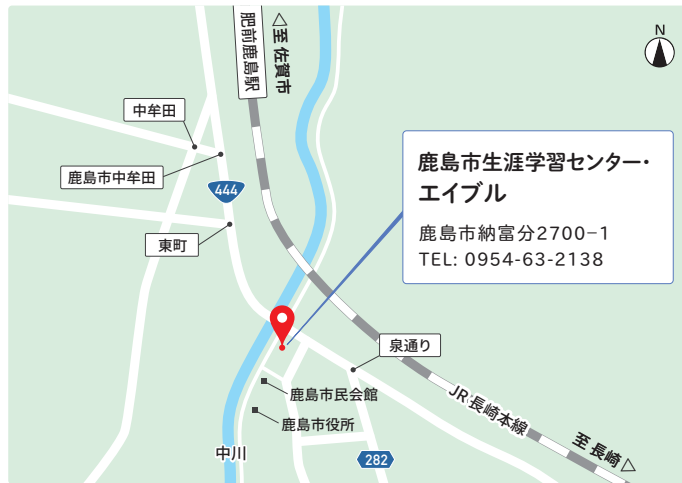 △至 佐賀市
肥前鹿島駅
N
中牟田
鹿島市中牟田
444
東町
鹿島市生涯学習センター・
エイブル
鹿島市納富分2700−1
TEL: 0954-63-2138
泉通り
鹿島市民会館
鹿島市役所
JR長崎本線
中川
至 長崎△
282